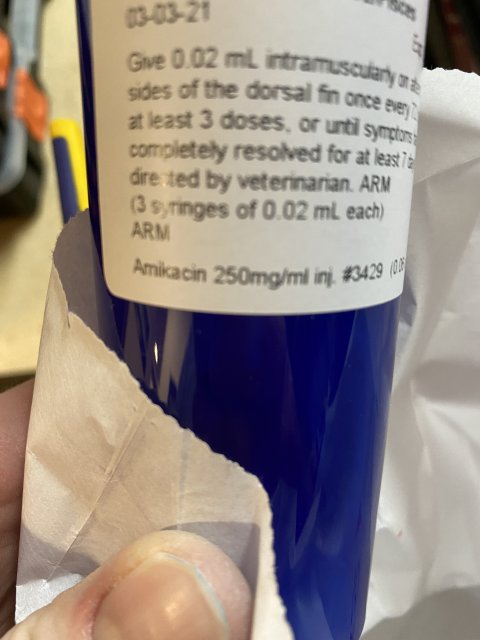 03-03-21
Give 0.02 mL intramuscularly on
sides of the dorsal fin once every
at least 3 doses, or until symptoms
completely resolved for at least 7
directed by veterinarian. ARM
(3 syringes of 0.02 mL each)
ARM
Amikacin 250mg/ml inj. #3429